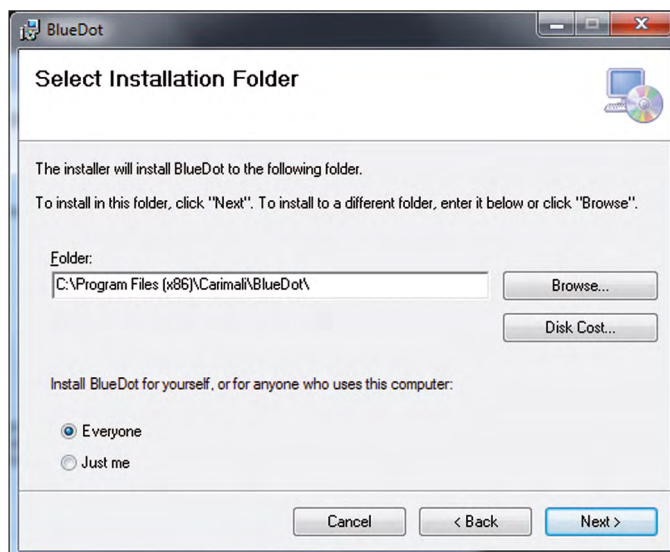 BlueDot
Select Installation Folder
The installer will install BlueDot to the following folder.
To install in this folder, click "Next". To install to a different folder, enter it below or click "Browse".
Folder:
C:\Program Files (x86)\Carimali\BlueDot\
Browse...
Disk Cost...
Install BlueDot for yourself, or for anyone who uses this computer:
Everyone
Just me
Cancel
< Back
Next >